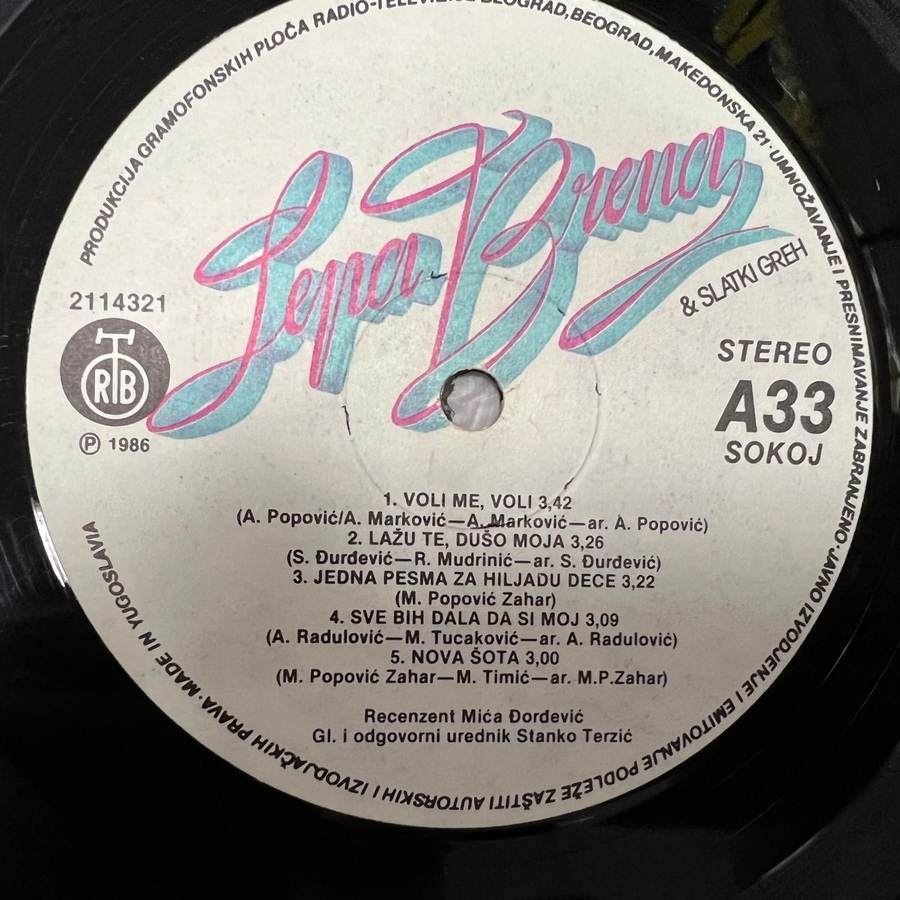 PRODUKCIJA GRAMOFONSKIH PLOČA RADIO-TELEVIZIJE BEOGRAD, BEOGRAD, MAKEDONSKA 21 · UMNOŽAVANJE I PRESNIMAVANJE ZABRANJENO · JAVNO IZVODJENJE I EMITOVANJE PODLEŽE ZAŠTITI AUTORSKIH I IZVODJAČKIH PRAVA · MADE IN YUGOSLAVIA
Lepa Brena
& SLATKI GREH
2114321
RTB
℗ 1986
STEREO
A33
SOKOJ
1. VOLI ME, VOLI 3,42
(A. Popović/A. Marković—A. Marković—ar. A. Popović)
2. LAŽU TE, DUŠO MOJA 3,26
(S. Đurđević—R. Mudrinić—ar. S. Đurđević)
3. JEDNA PESMA ZA HILJADU DECE 3,22
(M. Popović Zahar)
4. SVE BIH DALA DA SI MOJ 3,09
(A. Radulović—M. Tucaković—ar. A. Radulović)
5. NOVA ŠOTA 3,00
(M. Popović Zahar—M. Timić—ar. M.P.Zahar)
Recenzent Mića Đorđević
Gl. i odgovorni urednik Stanko Terzić